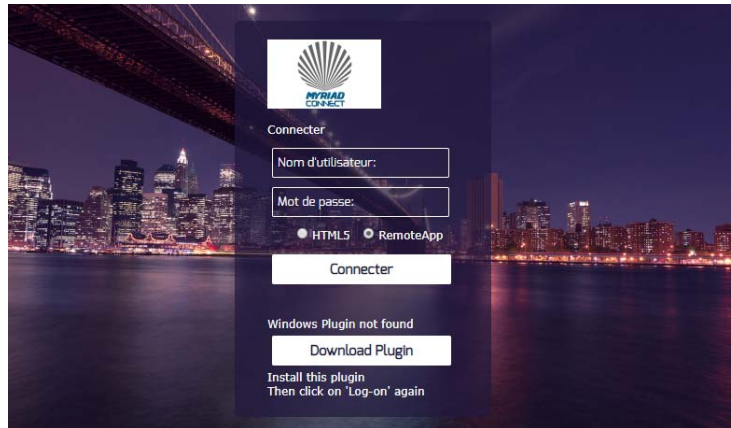 MYRIAD
CONNECT
Connecter
Nom d'utilisateur:
Mot de passe:
HTML5 RemoteApp
Connecter
Windows Plugin not found
Download Plugin
Install this plugin
Then click on 'Log-on' again